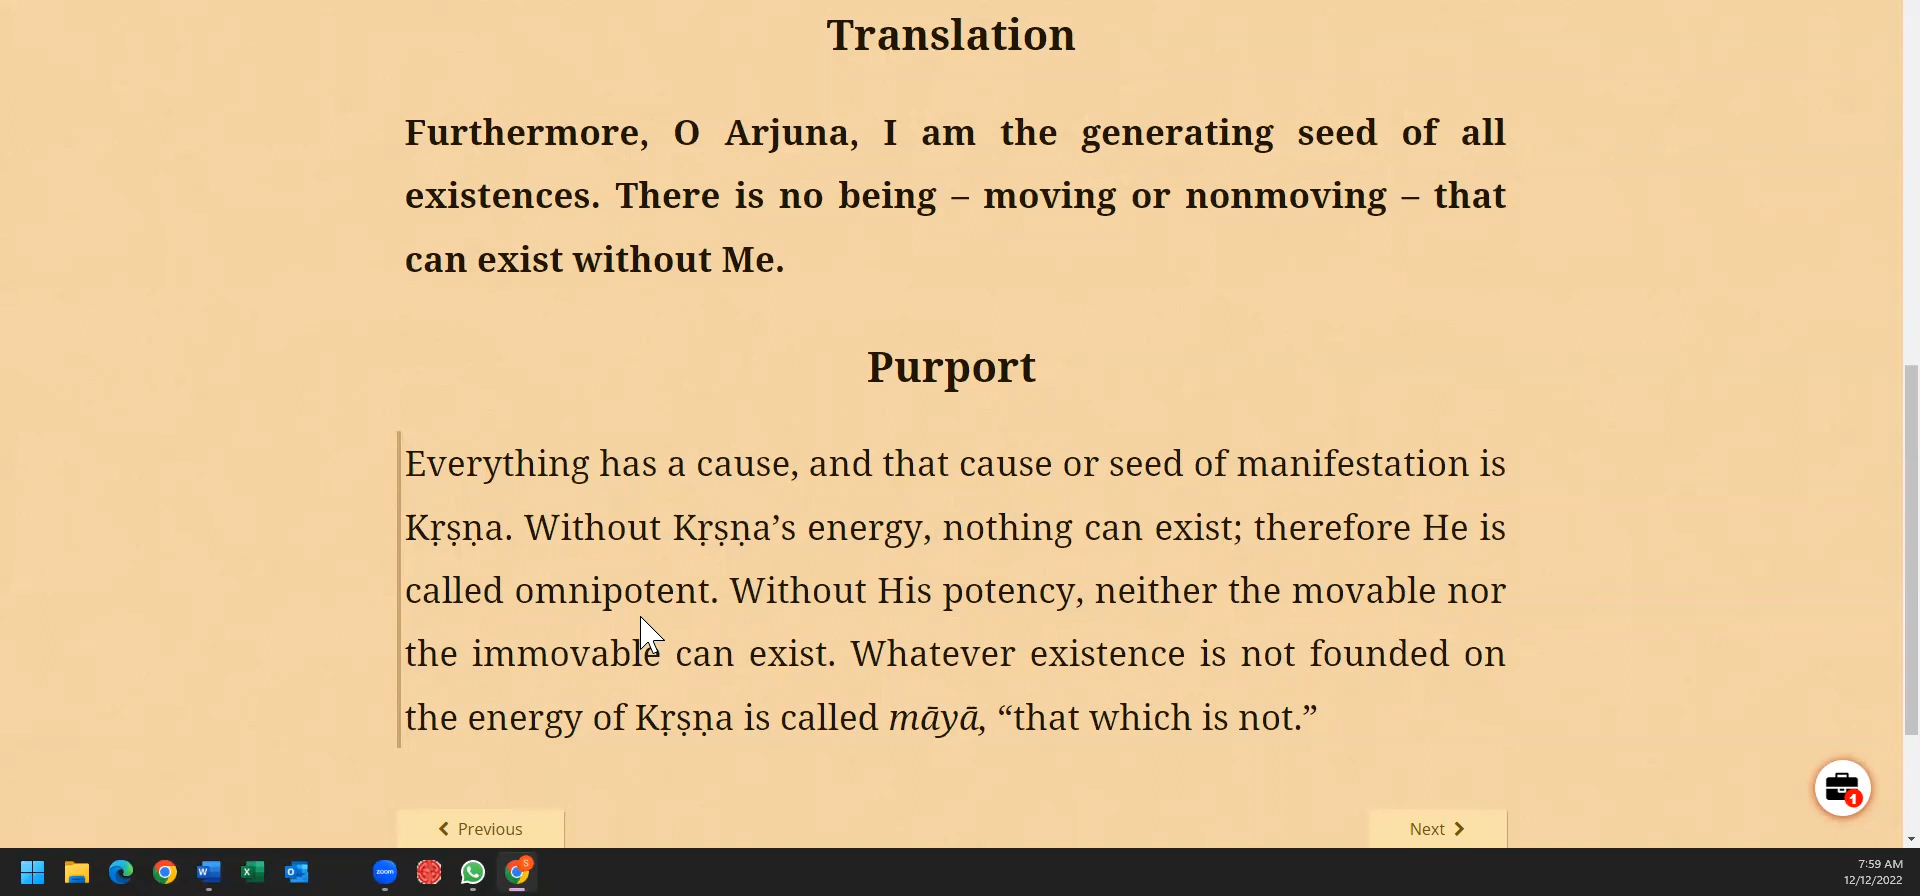 Translation
Furthermore, O Arjuna, I am the generating seed of all
existences. There is no being – moving or nonmoving – that
can exist without Me.
Purport
Everything has a cause, and that cause or seed of manifestation is
Kṛṣṇa. Without Kṛṣṇa’s energy, nothing can exist; therefore He is
called omnipotent. Without His potency, neither the movable nor
the immovable can exist. Whatever existence is not founded on
the energy of Kṛṣṇa is called māyā, “that which is not.”
1
Previous
Next
W
X
O
zoom
S
7:59 AM
12/12/2022